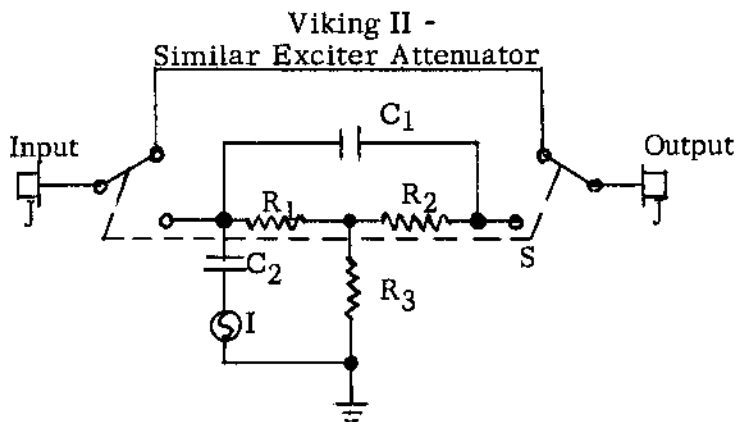 Viking II -
Similar Exciter Attenuator
C1
Input
Output
R1
R2
J
J
S
C2
R3
I